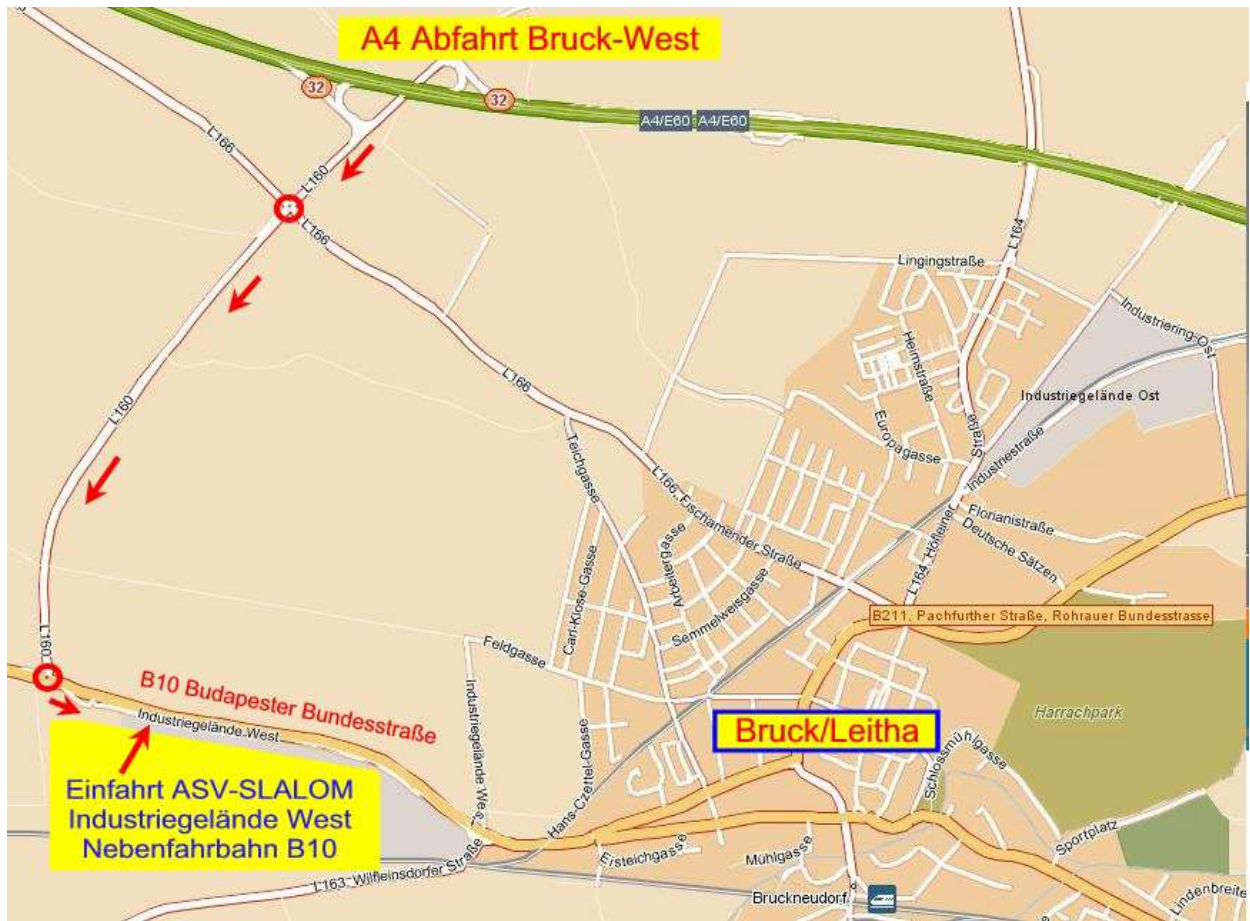 A4 Abfahrt Bruck-West
32
32
A4/E60
A4/E60
L166
L160
L166
L164
Lingingstraße
Industriering-Ost
Heimstraße
L166
Industriegelände Ost
L160
Europagasse
Straße
Teichgasse
Industriestraße
L166, Fischamender Straße
Florianistraße
Deutsche Sätzen
L164, Höfleiner
Arbeitergasse
Carl-Klose-Gasse
Semmelweisgasse
B211, Pachfurther Straße, Rohrauer Bundesstrasse
L160
Feldgasse
B10 Budapester Bundesstraße
Industriegelände West
Industriegelände West
Bruck/Leitha
Harrachpark
Schlossmühlgasse
Hans-Czettel-Gasse
Einfahrt ASV-SLALOM
Industriegelände West
Nebenfahrbahn B10
Eisteichgasse
Mühlgasse
Sportplatz
L163, Wilfleinsdorfer Straße
Bruckneudorf
Lindenbreite